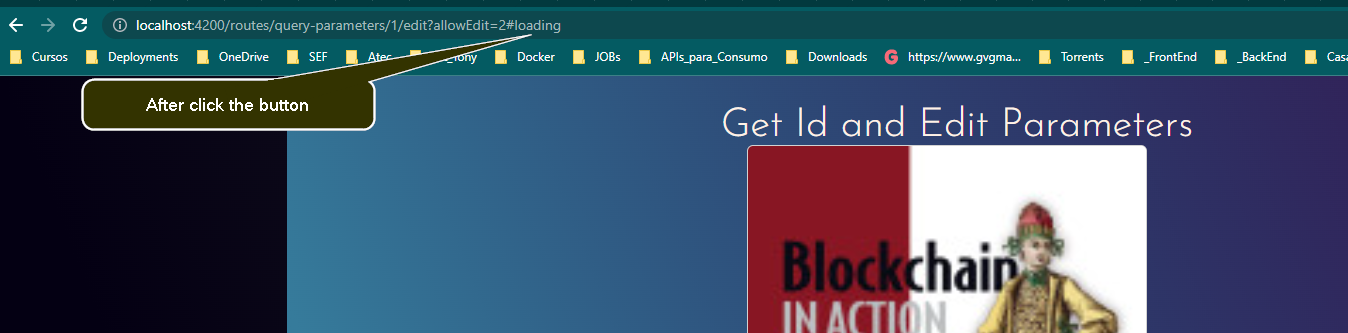 localhost:4200/routes/query-parameters/1/edit?allowEdit=2#loading
Cursos Deployments OneDrive SEF Atec Docker JOBs APIs_para_Consumo Downloads G https://www.gvgma... Torrents _FrontEnd _BackEnd Casa
After click the button
Get Id and Edit Parameters
Blockchain
IN ACTION